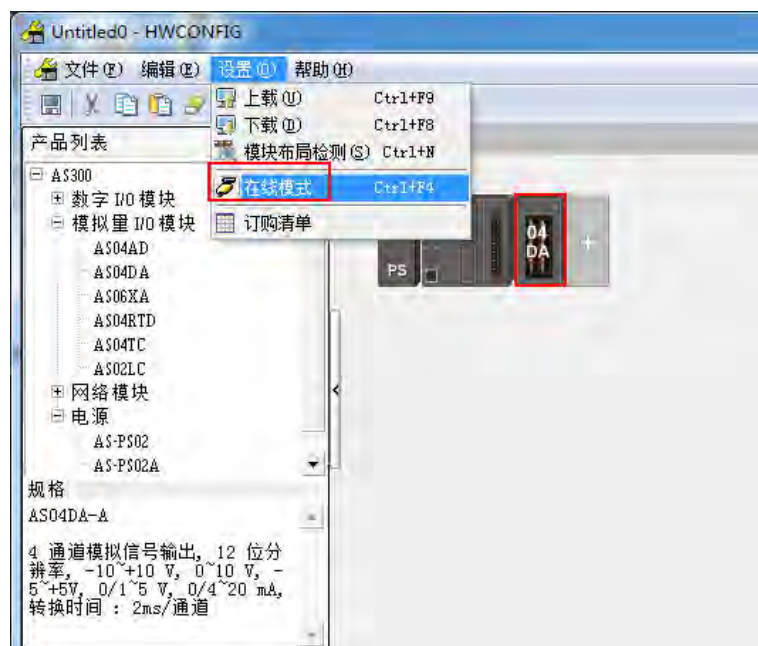 Untitled0 - HWCONFIG
文件(F) 编辑(E) 设置(O) 帮助(H)
上载(U) Ctrl+F9
下载(D) Ctrl+F8
模块布局检测(S) Ctrl+N
在线模式 Ctrl+F4
订购清单
产品列表
AS300
数字 I/O 模块
模拟量 I/O 模块
AS04AD
AS04DA
AS06XA
AS04RTD
AS04TC
AS02LC
网络模块
电源
AS-PS02
AS-PS02A
PS
04
DA
+
规格
AS04DA-A
4 通道模拟信号输出, 12 位分
辨率, -10~+10 V, 0~10 V, -
5~+5V, 0/1~5 V, 0/4~20 mA,
转换时间 : 2ms/通道